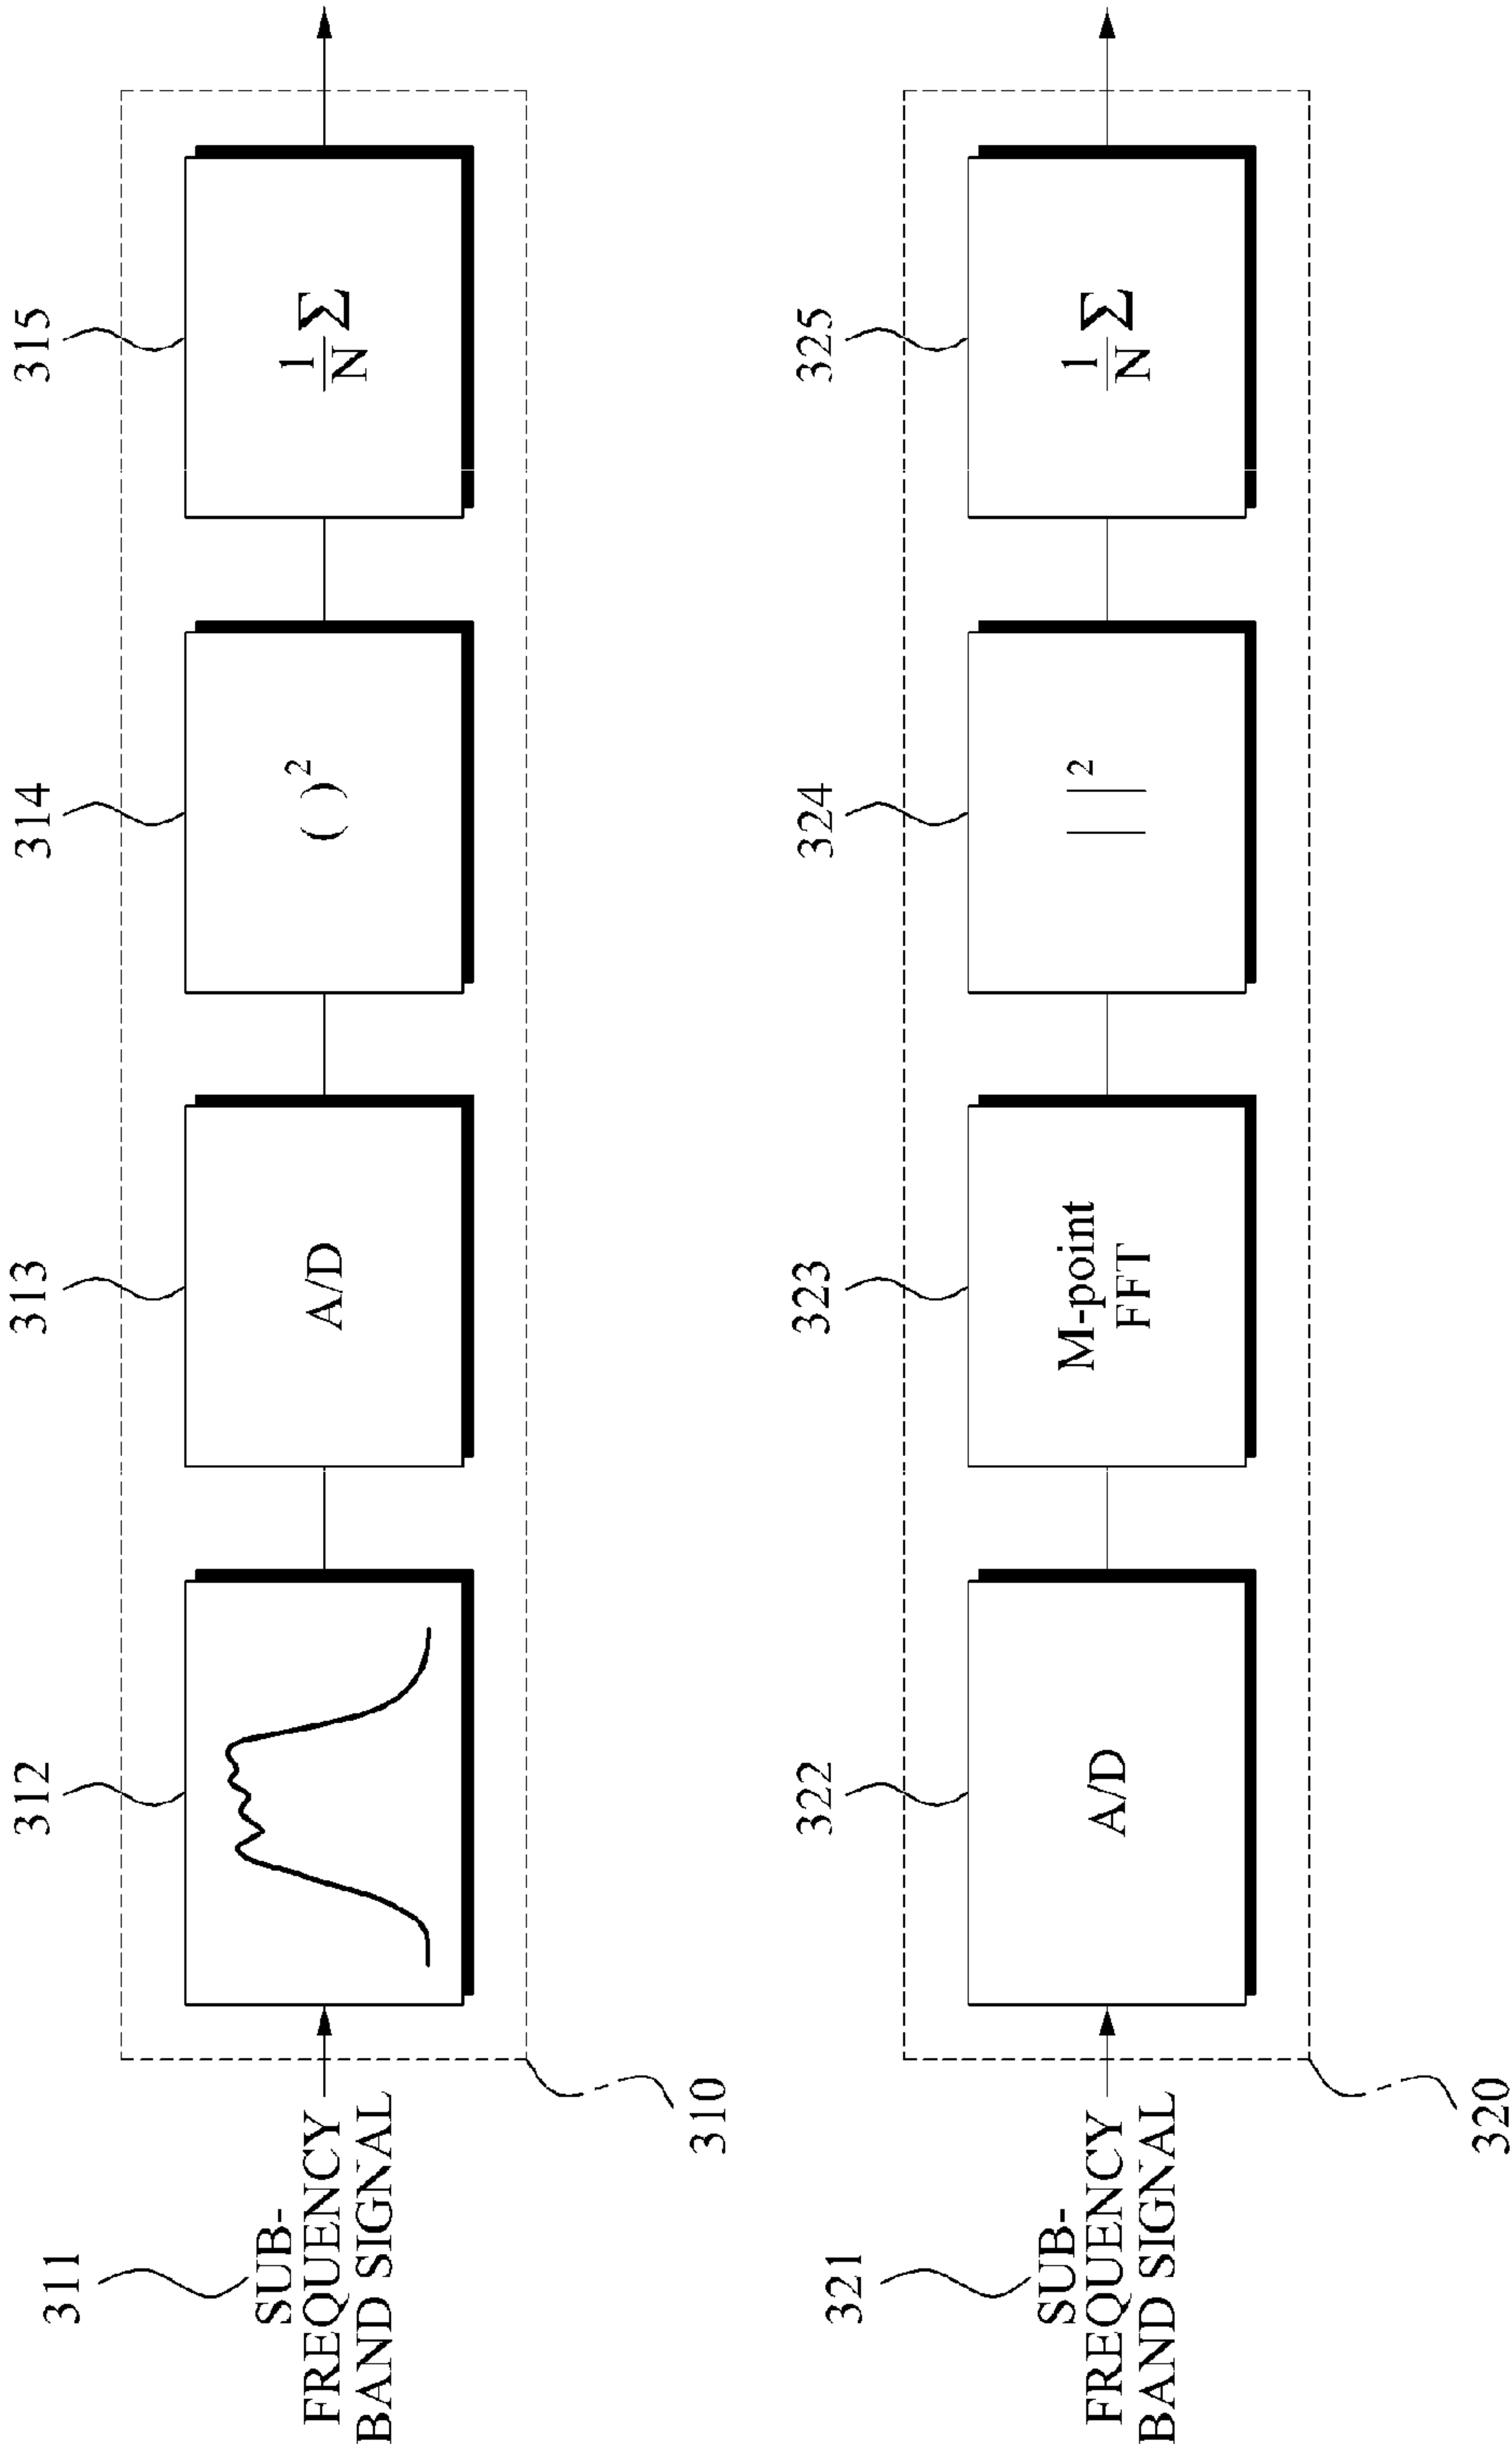 311
SUB-
FREQUENCY
BAND SIGNAL
312
313
A/D
314
( )²
315
1/N Σ
310
321
SUB-
FREQUENCY
BAND SIGNAL
322
A/D
323
M-point
FFT
324
| |²
325
1/N Σ
320